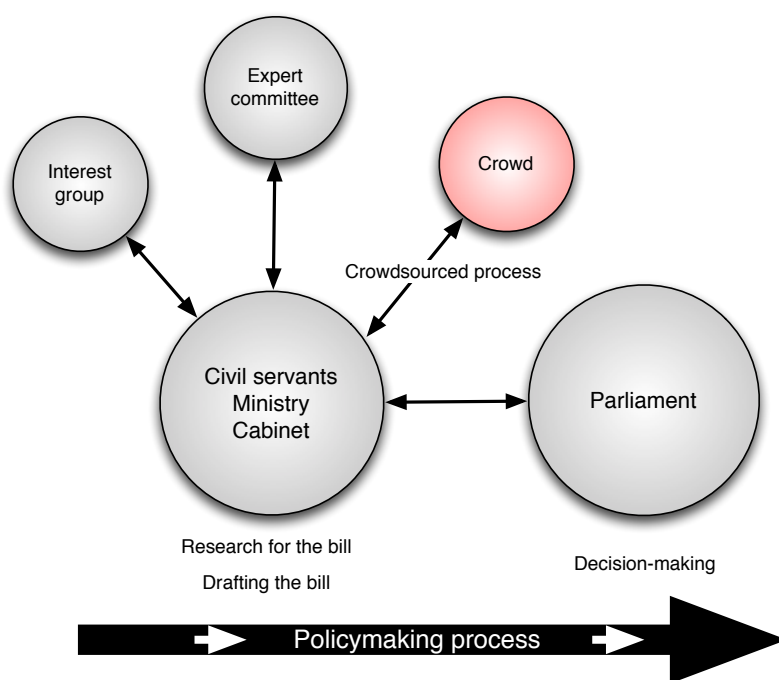 Expert
committee
Interest
group
Crowd
Crowdsourced process
Civil servants
Ministry
Cabinet
Parliament
Research for the bill
Drafting the bill
Decision-making
Policymaking process